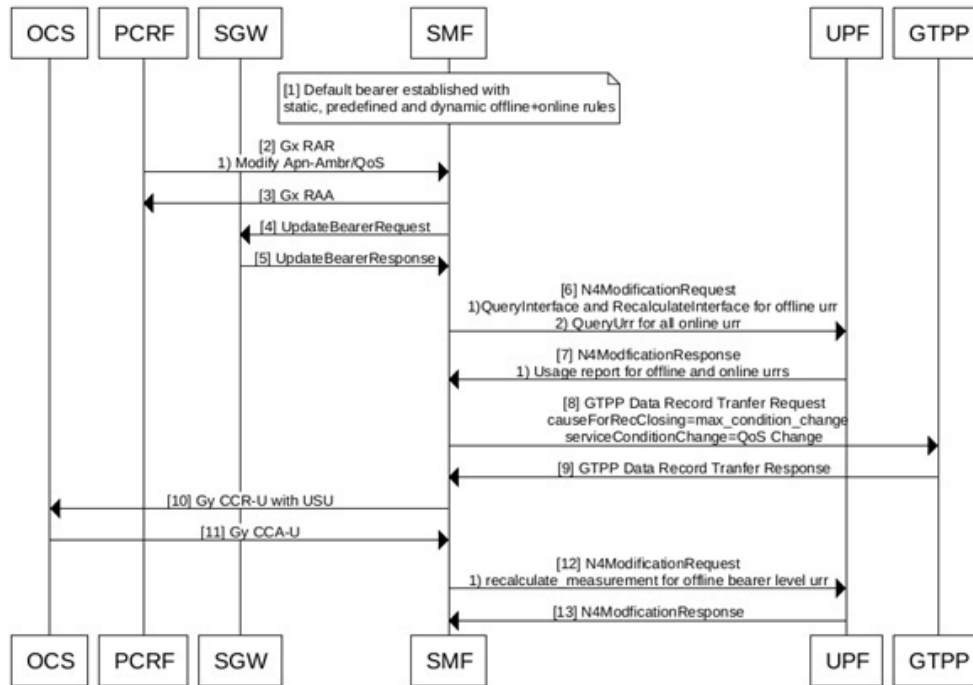 OCS PCRF SGW SMF UPF GTPP
[1] Default bearer established with
static, predefined and dynamic offline+online rules
[2] Gx RAR
1) Modify Apn-Ambr/QoS
[3] Gx RAA
[4] UpdateBearerRequest
[5] UpdateBearerResponse
[6] N4ModificationRequest
1)QueryInterface and RecalculateInterface for offline urr
2) QueryUrr for all online urr
[7] N4ModficationResponse
1) Usage report for offline and online urrs
[8] GTPP Data Record Tranfer Request
causeForRecClosing=max_condition_change
serviceConditionChange=QoS Change
[9] GTPP Data Record Tranfer Response
[10] Gy CCR-U with USU
[11] Gy CCA-U
[12] N4ModificationRequest
1) recalculate measurement for offline bearer level urr
[13] N4ModficationResponse
OCS PCRF SGW SMF UPF GTPP